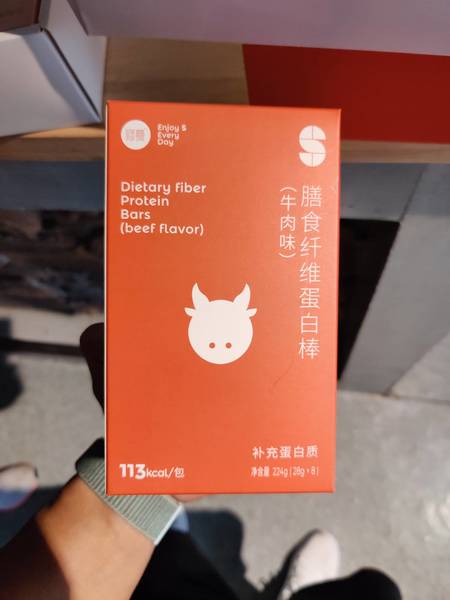 Enjoy S
Every
Day
Dietary fiber
Protein
Bars
(beef flavor)
膳食纤维蛋白棒
(牛肉味)
补充蛋白质
113kcal/包
净含量 224g(28g×8)